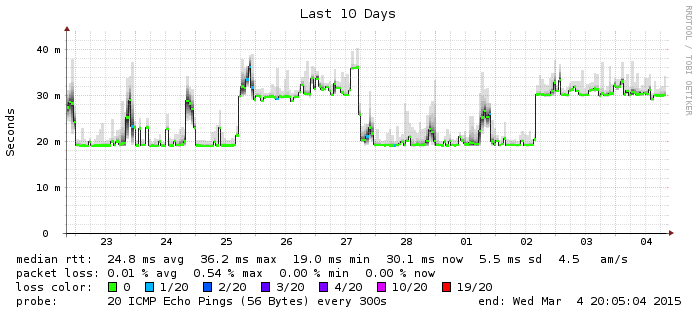 Last 10 Days
RRDTOOL / TOBI OETIKER
Seconds
40 m
30 m
20 m
10 m
0
23 24 25 26 27 28 01 02 03 04
median rtt: 24.8 ms avg 36.2 ms max 19.0 ms min 30.1 ms now 5.5 ms sd 4.5 am/s
packet loss: 0.01 % avg 0.54 % max 0.00 % min 0.00 % now
loss color: 0 1/20 2/20 3/20 4/20 10/20 19/20
probe: 20 ICMP Echo Pings (56 Bytes) every 300s end: Wed Mar 4 20:05:04 2015